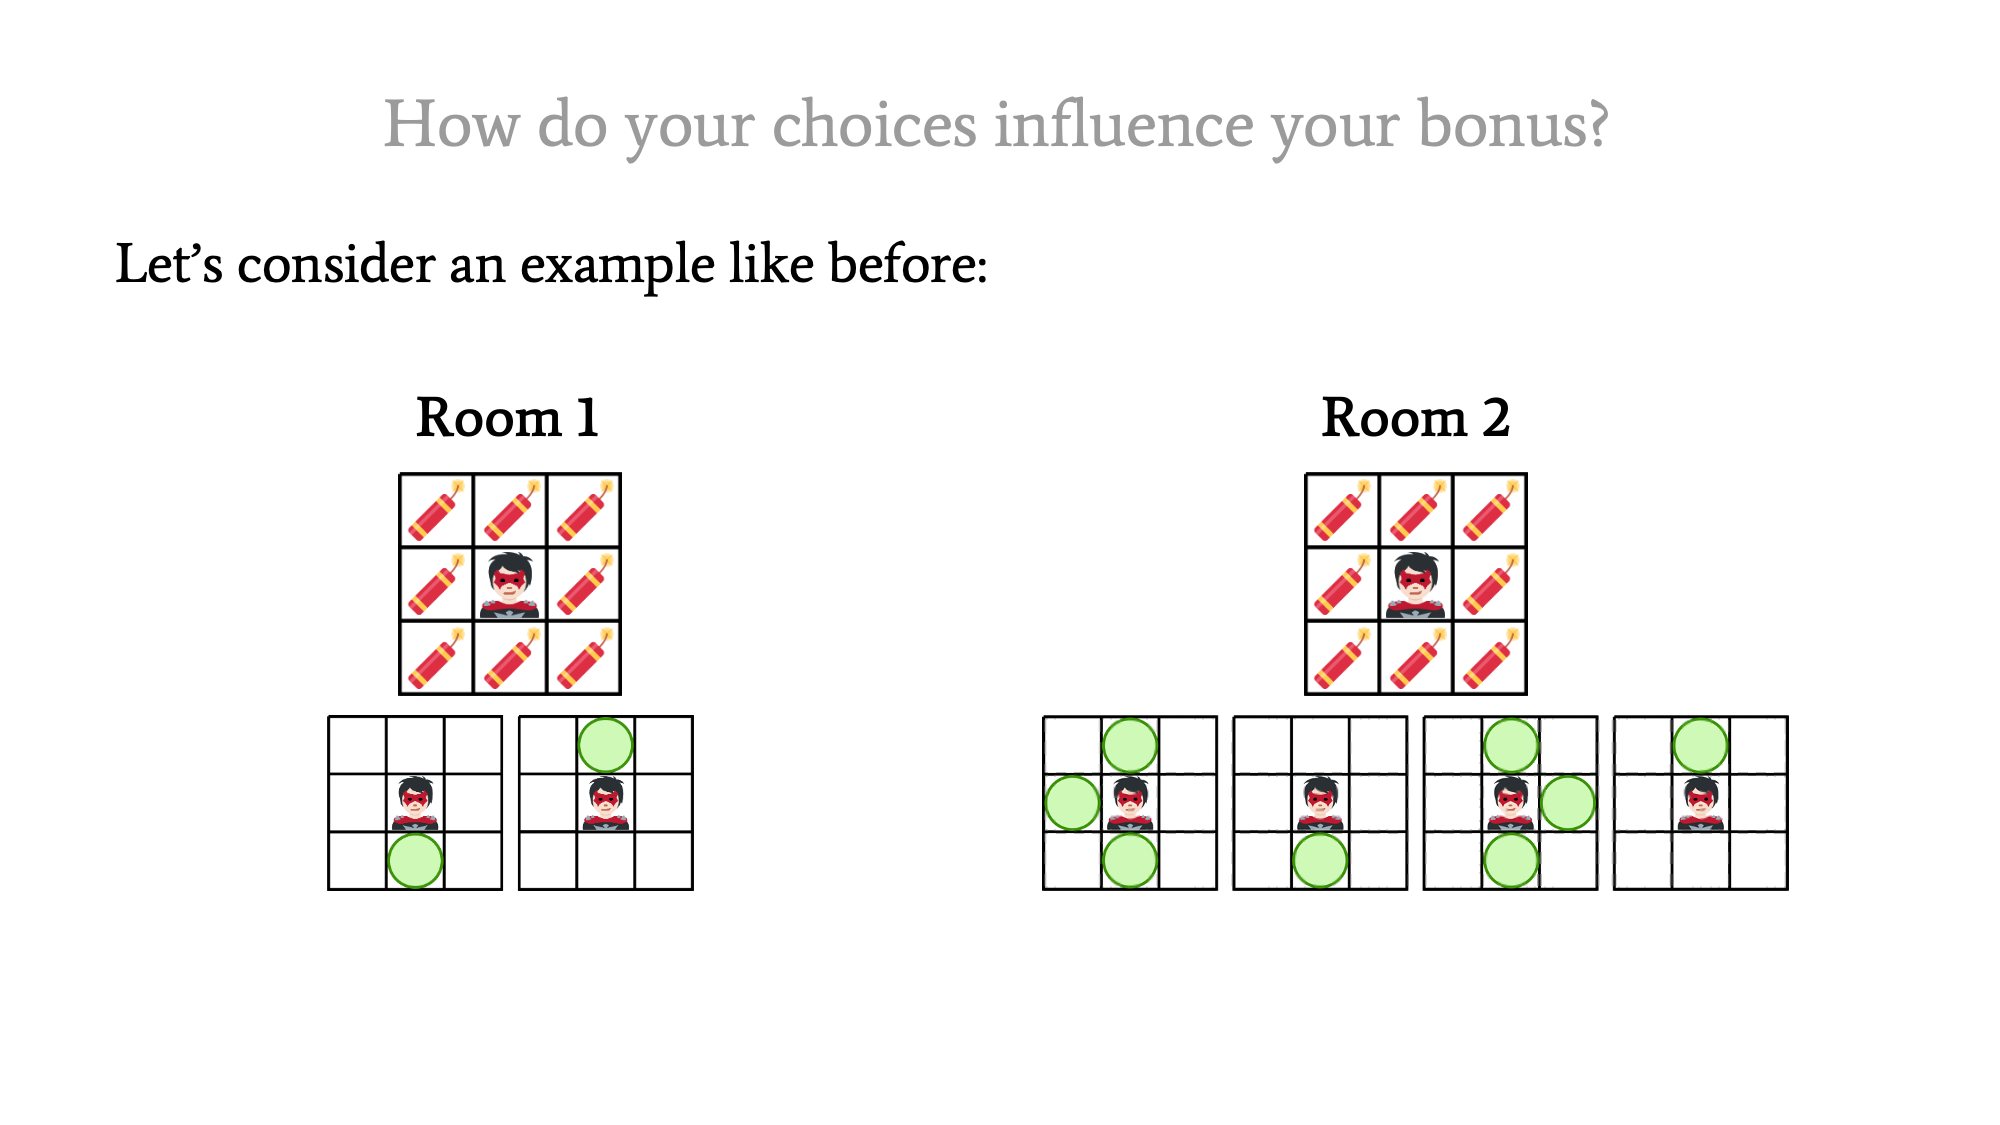 How do your choices influence your bonus?
Let's consider an example like before:
Room 1
Room 2